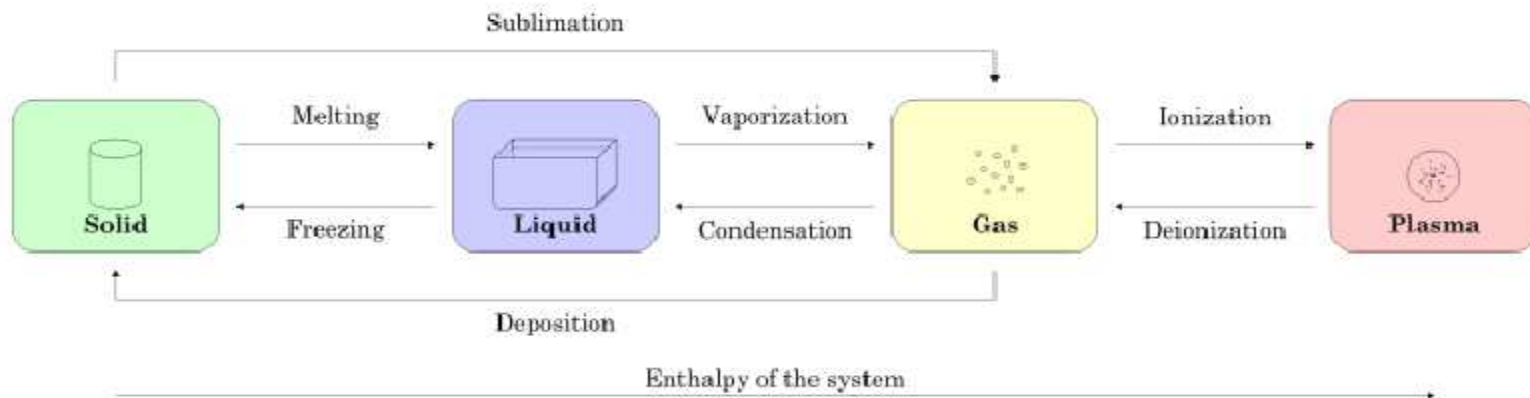 Sublimation
Melting
Vaporization
Ionization
Solid
Freezing
Liquid
Condensation
Gas
Deionization
Plasma
Deposition
Enthalpy of the system